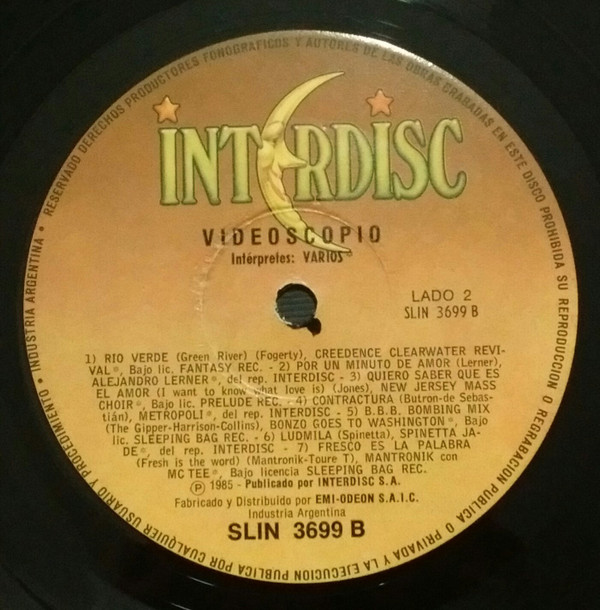 INTERDISC
VIDEOSCOPIO
Intérpretes: VARIOS®
LADO 2
SLIN 3699 B
1) RIO VERDE (Green River) (Fogerty), CREEDENCE CLEARWATER REVI-
VAL®, Bajo lic. FANTASY REC. - 2) POR UN MINUTO DE AMOR (Lerner),
ALEJANDRO LERNER®, del rep. INTERDISC - 3) QUIERO SABER QUE ES
EL AMOR (I want to know what love is) (Jones), NEW JERSEY MASS
CHOIR®, Bajo lic. PRELUDE REC. - 4) CONTRACTURA (Butron-de Sebas-
tián), METROPOLI®, del rep. INTERDISC - 5) B.B.B. BOMBING MIX
(The Gipper-Harrison-Collins), BONZO GOES TO WASHINGTON®, Bajo
lic. SLEEPING BAG REC. - 6) LUDMILA (Spinetta), SPINETTA JA-
DE®, del rep. INTERDISC - 7) FRESCO ES LA PALABRA
(Fresh is the word) (Mantronik-Toure T), MANTRONIK con
MC TEE®, Bajo licencia SLEEPING BAG REC.
Ⓟ 1985 - Publicado por INTERDISC S.A.
Fabricado y Distribuido por EMI-ODEON S.A.I.C.
Industria Argentina
SLIN 3699 B
• INDUSTRIA ARGENTINA • RESERVADO DERECHOS PRODUCTORES FONOGRAFICOS Y AUTORES DE LAS OBRAS GRABADAS EN ESTE DISCO PROHIBIDA SU REPRODUCCION O REGRABACION PUBLICA O PRIVADA Y LA EJECUCION PUBLICA POR CUALQUIER USUARIO Y PROCEDIMIENTO